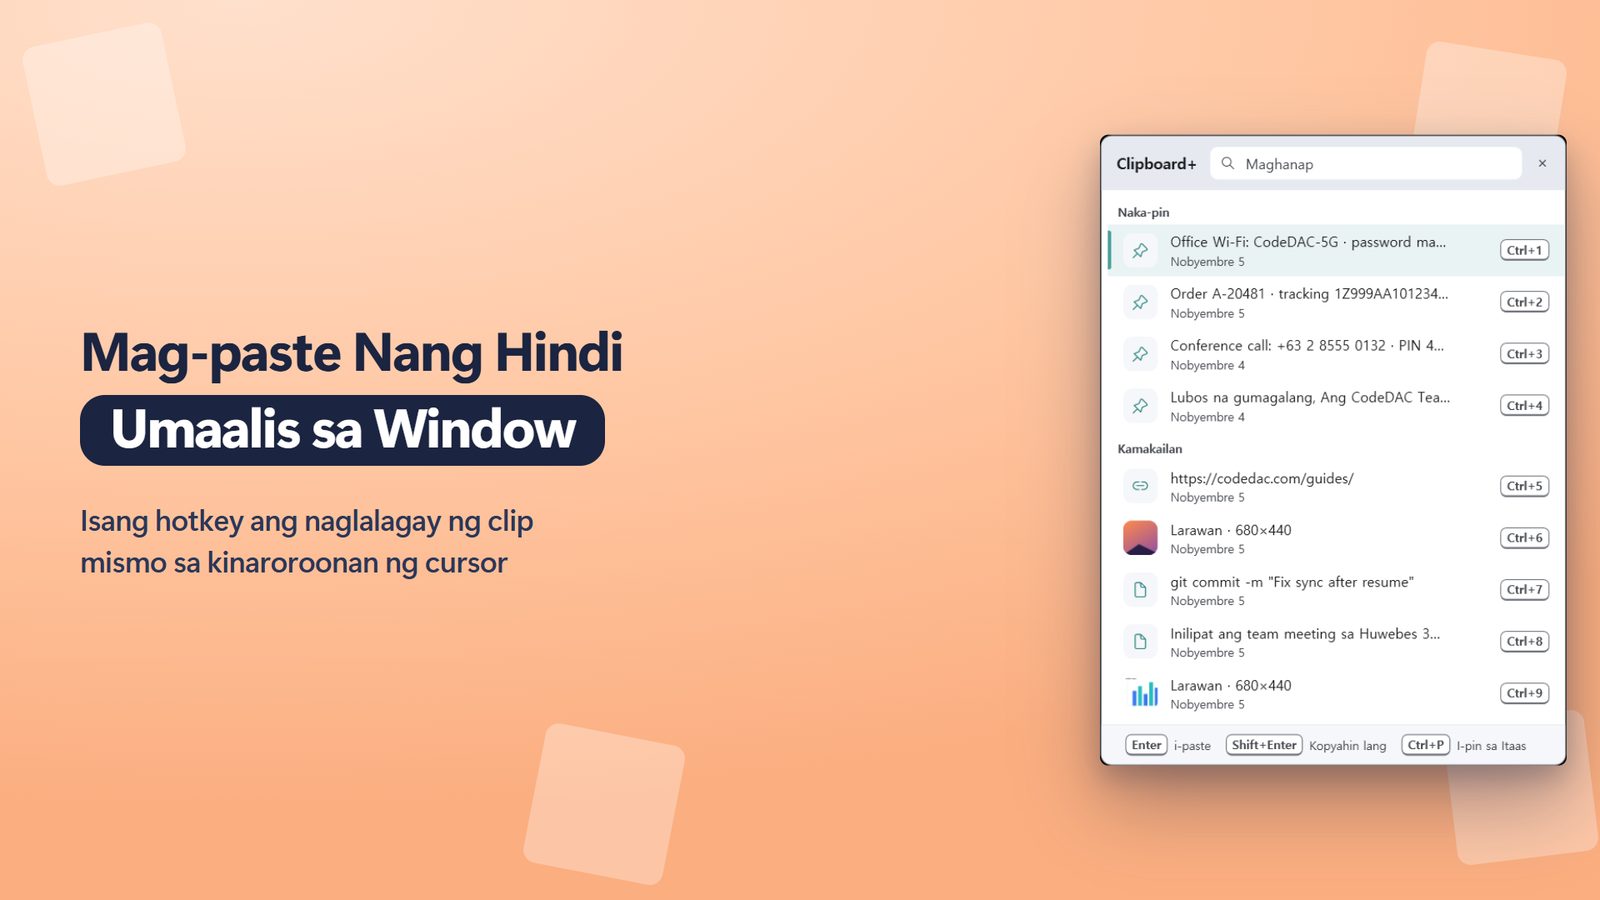 Mag-paste Nang Hindi
Umaalis sa Window
Isang hotkey ang naglalagay ng clip
mismo sa kinaroroonan ng cursor
Clipboard+
Maghanap
×
Naka-pin
Office Wi-Fi: CodeDAC-5G · password ma...
Ctrl+1
Nobyembre 5
Order A-20481 · tracking 1Z999AA101234...
Ctrl+2
Nobyembre 5
Conference call: +63 2 8555 0132 · PIN 4...
Ctrl+3
Nobyembre 4
Lubos na gumagalang, Ang CodeDAC Tea...
Ctrl+4
Nobyembre 4
Kamakailan
https://codedac.com/guides/
Ctrl+5
Nobyembre 5
Larawan · 680×440
Ctrl+6
Nobyembre 5
git commit -m "Fix sync after resume"
Ctrl+7
Nobyembre 5
Inilipat ang team meeting sa Huwebes 3...
Ctrl+8
Nobyembre 5
Larawan · 680×440
Ctrl+9
Nobyembre 5
Enter i-paste Shift+Enter Kopyahin lang Ctrl+P I-pin sa Itaas